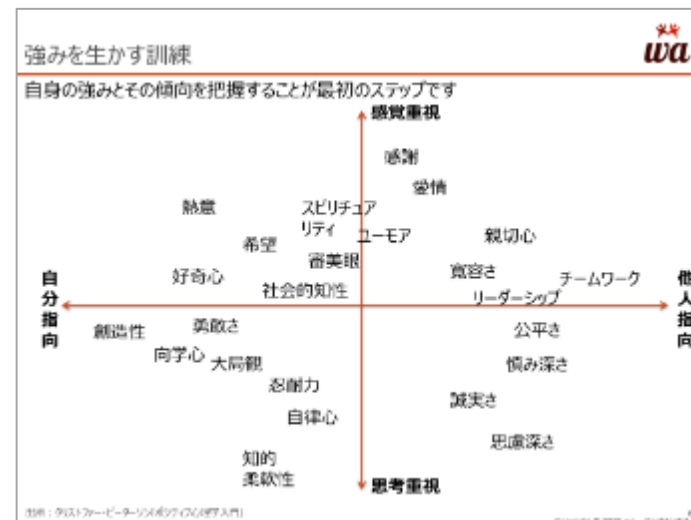 強みを生かす訓練
wa
自身の強みとその傾向を把握することが最初のステップです
感覚重視
感謝
愛情
熱意
スピリチュア
リティ
ユーモア
希望
親切心
審美眼
好奇心
寛容さ
チームワーク
社会的知性
リーダーシップ
自分指向
他人指向
創造性
勇敢さ
公平さ
向学心
大局観
慎み深さ
忍耐力
誠実さ
自律心
思慮深さ
知的
柔軟性
思考重視